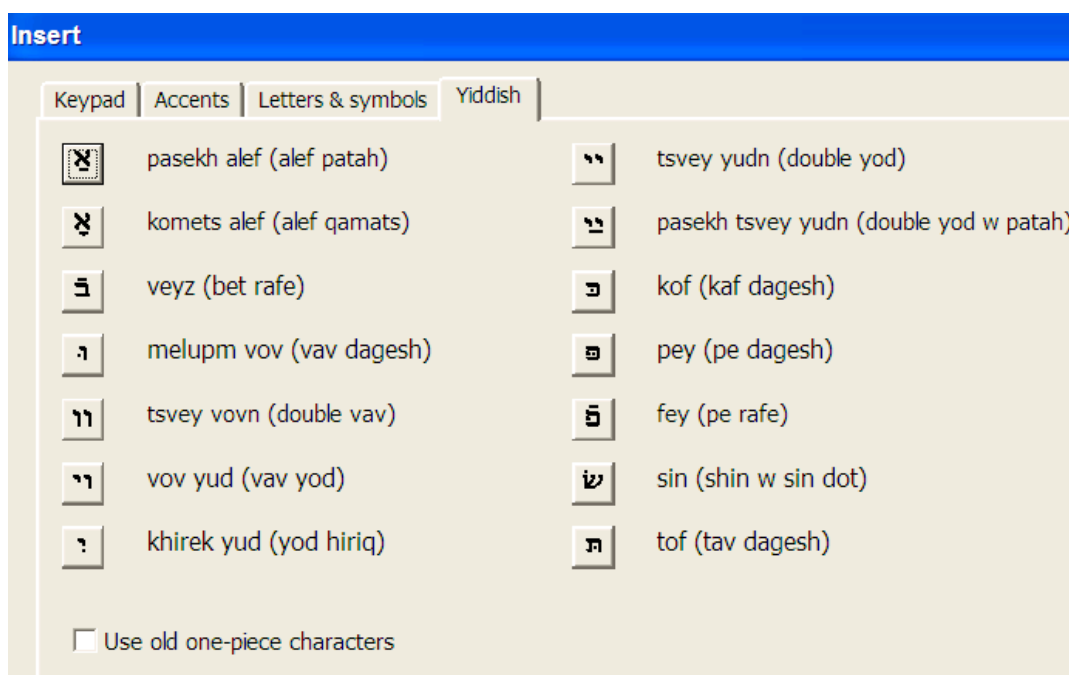 Insert
Keypad Accents Letters & symbols Yiddish
אַ pasekh alef (alef patah) יי tsvey yudn (double yod)
אָ komets alef (alef qamats) ײַ pasekh tsvey yudn (double yod w patah)
בֿ veyz (bet rafe) כּ kof (kaf dagesh)
וּ melupm vov (vav dagesh) פּ pey (pe dagesh)
וו tsvey vovn (double vav) פֿ fey (pe rafe)
וי vov yud (vav yod) שׂ sin (shin w sin dot)
יִ khirek yud (yod hiriq) תּ tof (tav dagesh)
Use old one-piece characters